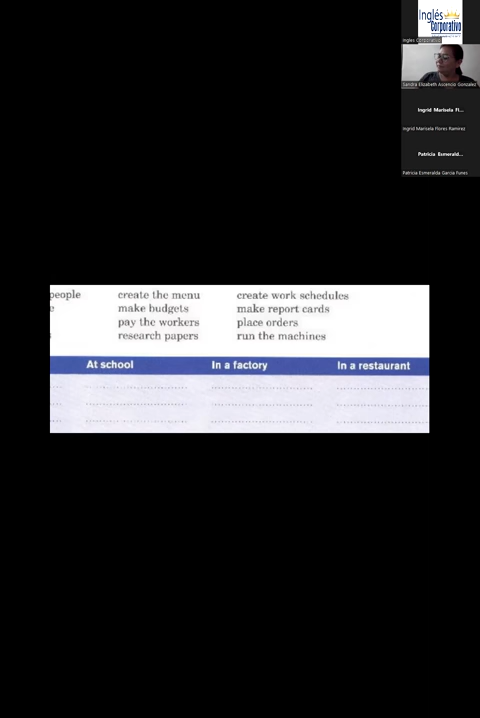 Inglés
Corporativo
Inglés Corporativo
Sandra Elizabeth Ascencio Gonzalez
Ingrid Marisela Fl...
Ingrid Marisela Flores Ramirez
Patricia Esmerald...
Patricia Esmeralda Garcia Funes
people create the menu create work schedules
make budgets make report cards
pay the workers place orders
research papers run the machines
At school In a factory In a restaurant